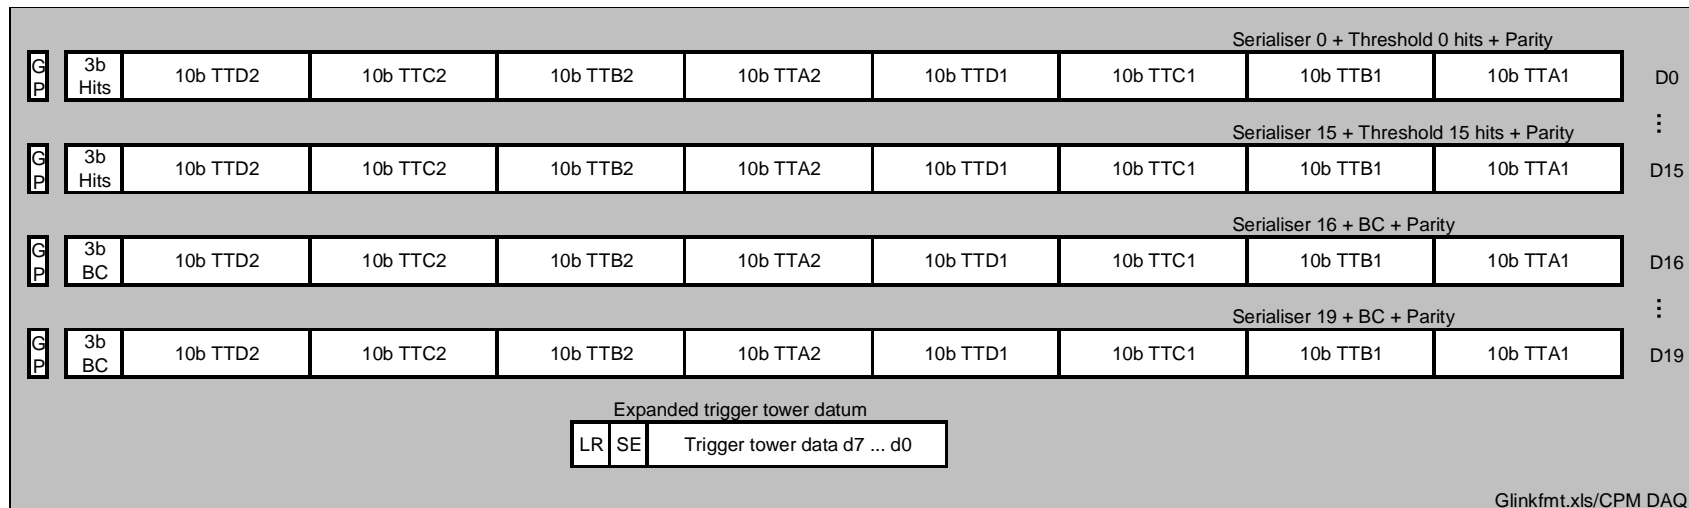 Serialiser 0 + Threshold 0 hits + Parity
GP 3b Hits 10b TTD2 10b TTC2 10b TTB2 10b TTA2 10b TTD1 10b TTC1 10b TTB1 10b TTA1 D0
...
Serialiser 15 + Threshold 15 hits + Parity
GP 3b Hits 10b TTD2 10b TTC2 10b TTB2 10b TTA2 10b TTD1 10b TTC1 10b TTB1 10b TTA1 D15
Serialiser 16 + BC + Parity
GP 3b BC 10b TTD2 10b TTC2 10b TTB2 10b TTA2 10b TTD1 10b TTC1 10b TTB1 10b TTA1 D16
...
Serialiser 19 + BC + Parity
GP 3b BC 10b TTD2 10b TTC2 10b TTB2 10b TTA2 10b TTD1 10b TTC1 10b TTB1 10b TTA1 D19
Expanded trigger tower datum
LR SE Trigger tower data d7 ... d0
Glinkfmt.xls/CPM DAQ